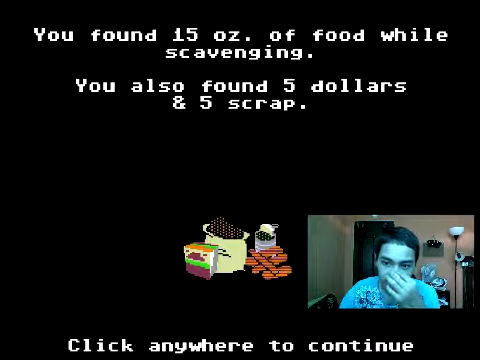 You found 15 oz. of food while
scavenging.
You also found 5 dollars
& 5 scrap.
Click anywhere to continue